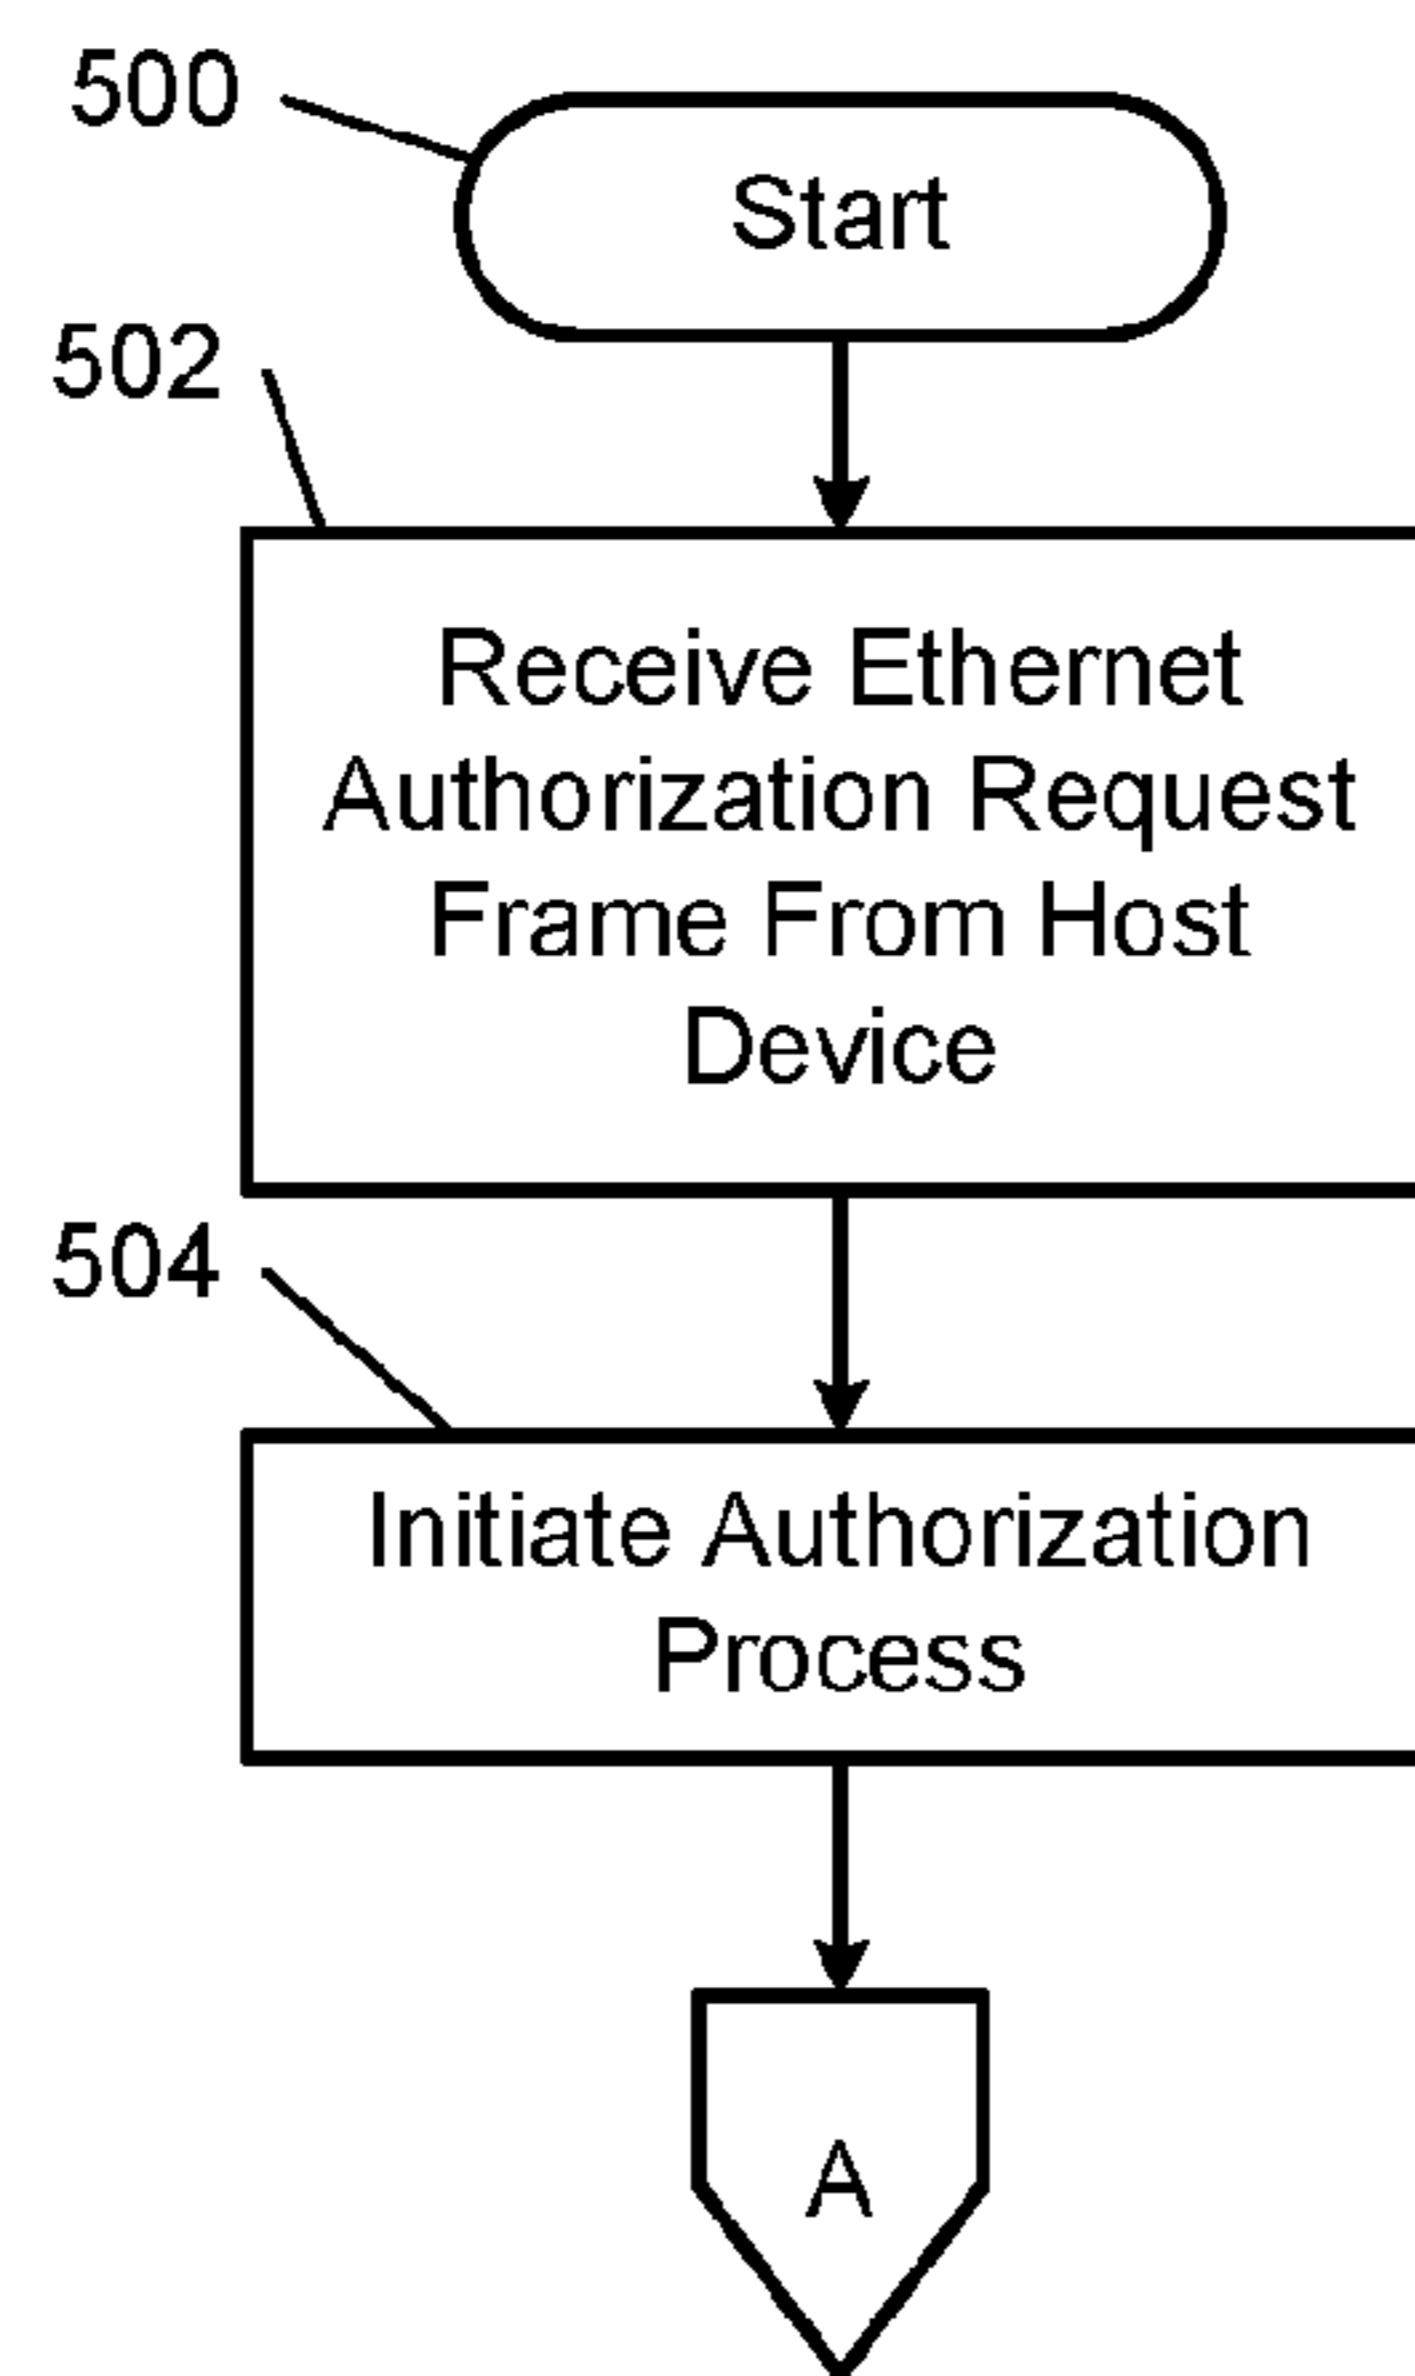 500
Start
502
Receive Ethernet
Authorization Request
Frame From Host
Device
504
Initiate Authorization
Process
A